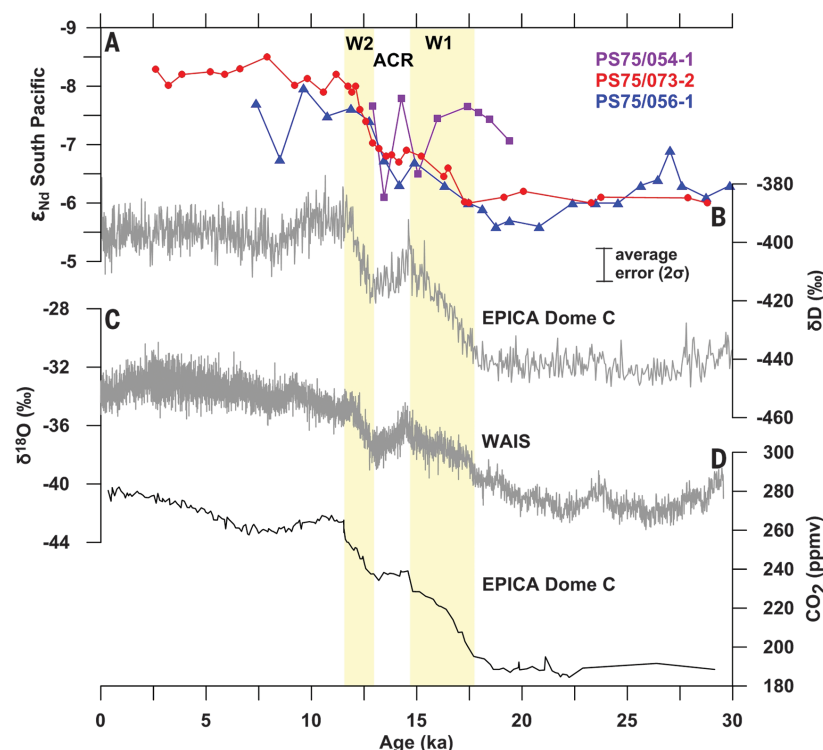 -9
A
W2
W1
ACR
PS75/054-1
PS75/073-2
PS75/056-1
-8
-7
-6
-5
εNd South Pacific
B
-380
-400
-420
-440
-460
δD (‰)
average
error (2σ)
EPICA Dome C
C
-28
-32
-36
-40
-44
δ18O (‰)
WAIS
D
300
280
260
240
220
200
180
CO2 (ppmv)
EPICA Dome C
0 5 10 15 20 25 30
Age (ka)